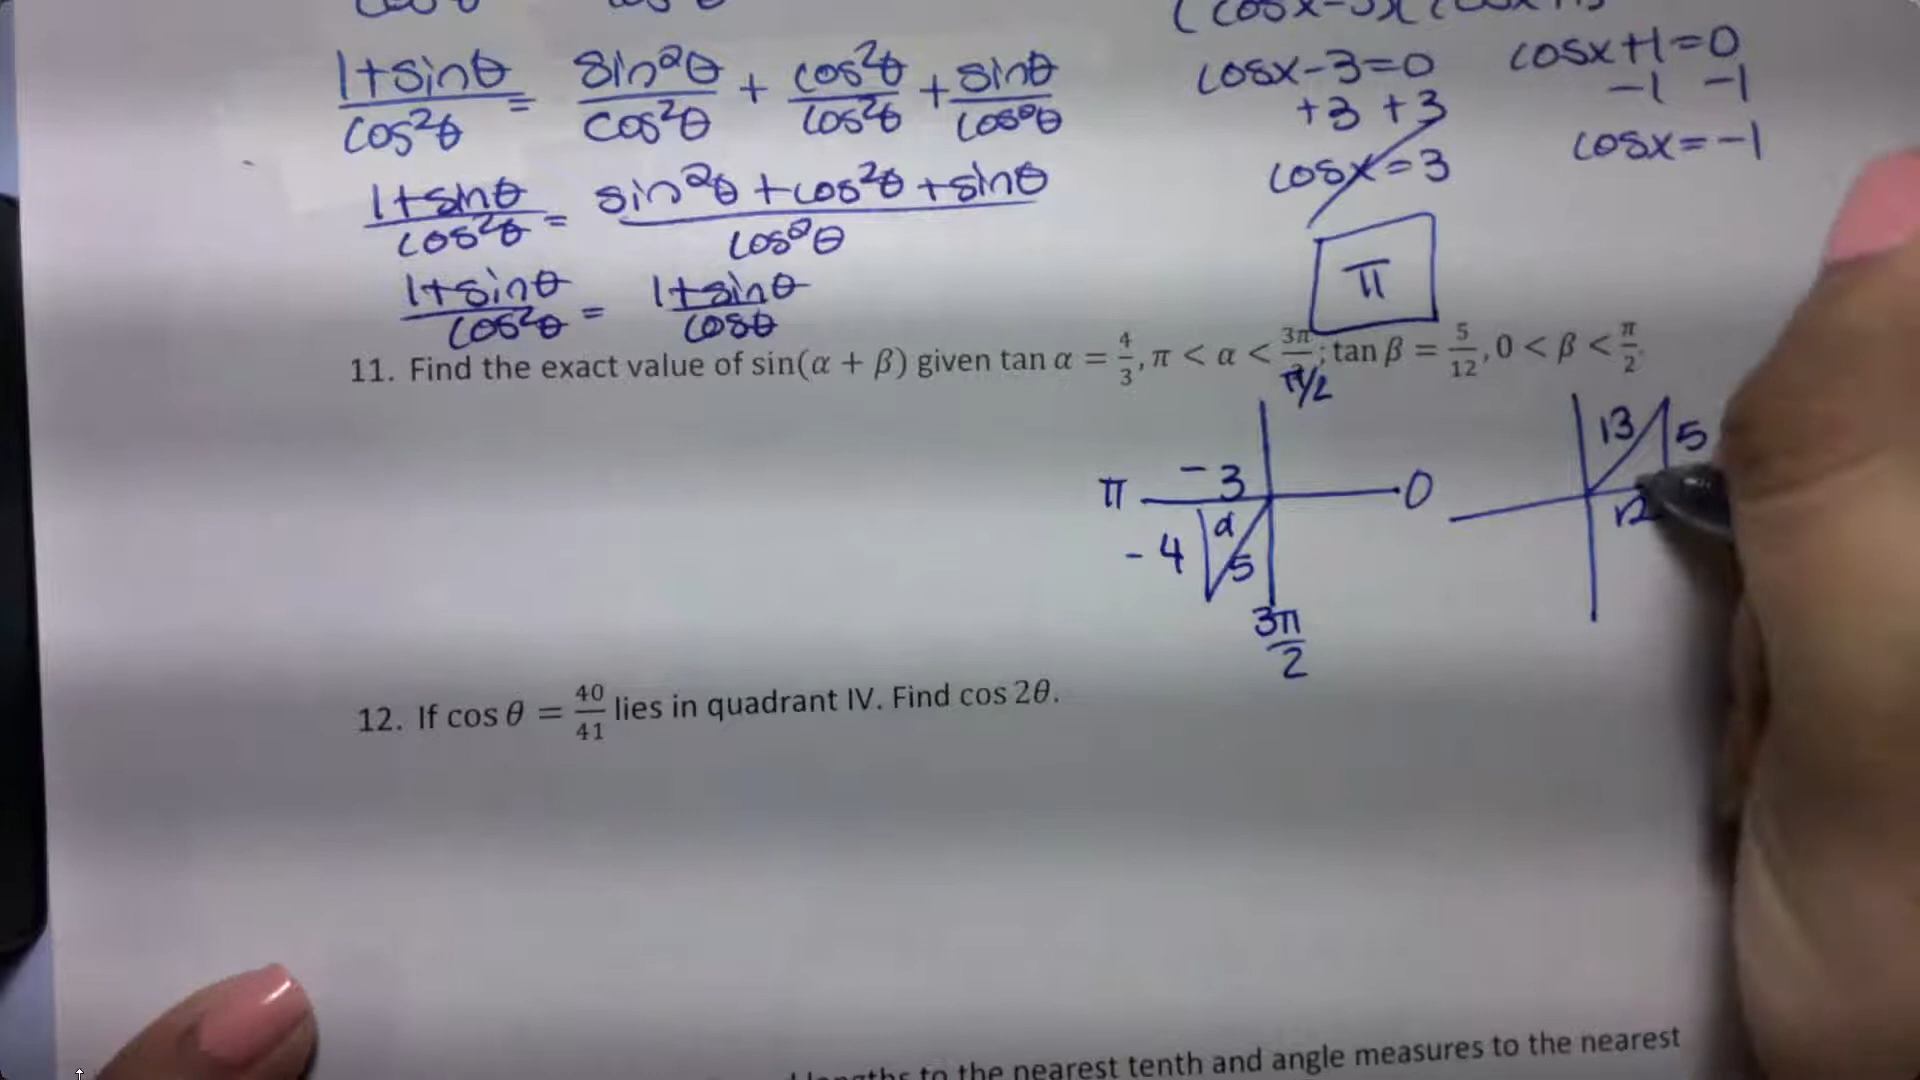 1+sinθ/cos²θ = sin²θ/cos²θ + cos²θ/cos²θ + sinθ/cos²θ
1+sinθ/cos²θ = sin²θ+cos²θ+sinθ/cos²θ
1+sinθ/cos²θ = 1+sinθ/cosθ
cosx-3=0
+3 +3
cosx=3
cosx+1=0
-1 -1
cosx=-1
π
11. Find the exact value of sin(α + β) given tan α = 4/3, π < α < 3π/ ; tan β = 5/12, 0 < β < π/2.
π/2
π -3 0
-4 α 5
3π/2
13 5
12
12. If cos θ = 40/41 lies in quadrant IV. Find cos 2θ.
to the nearest tenth and angle measures to the nearest